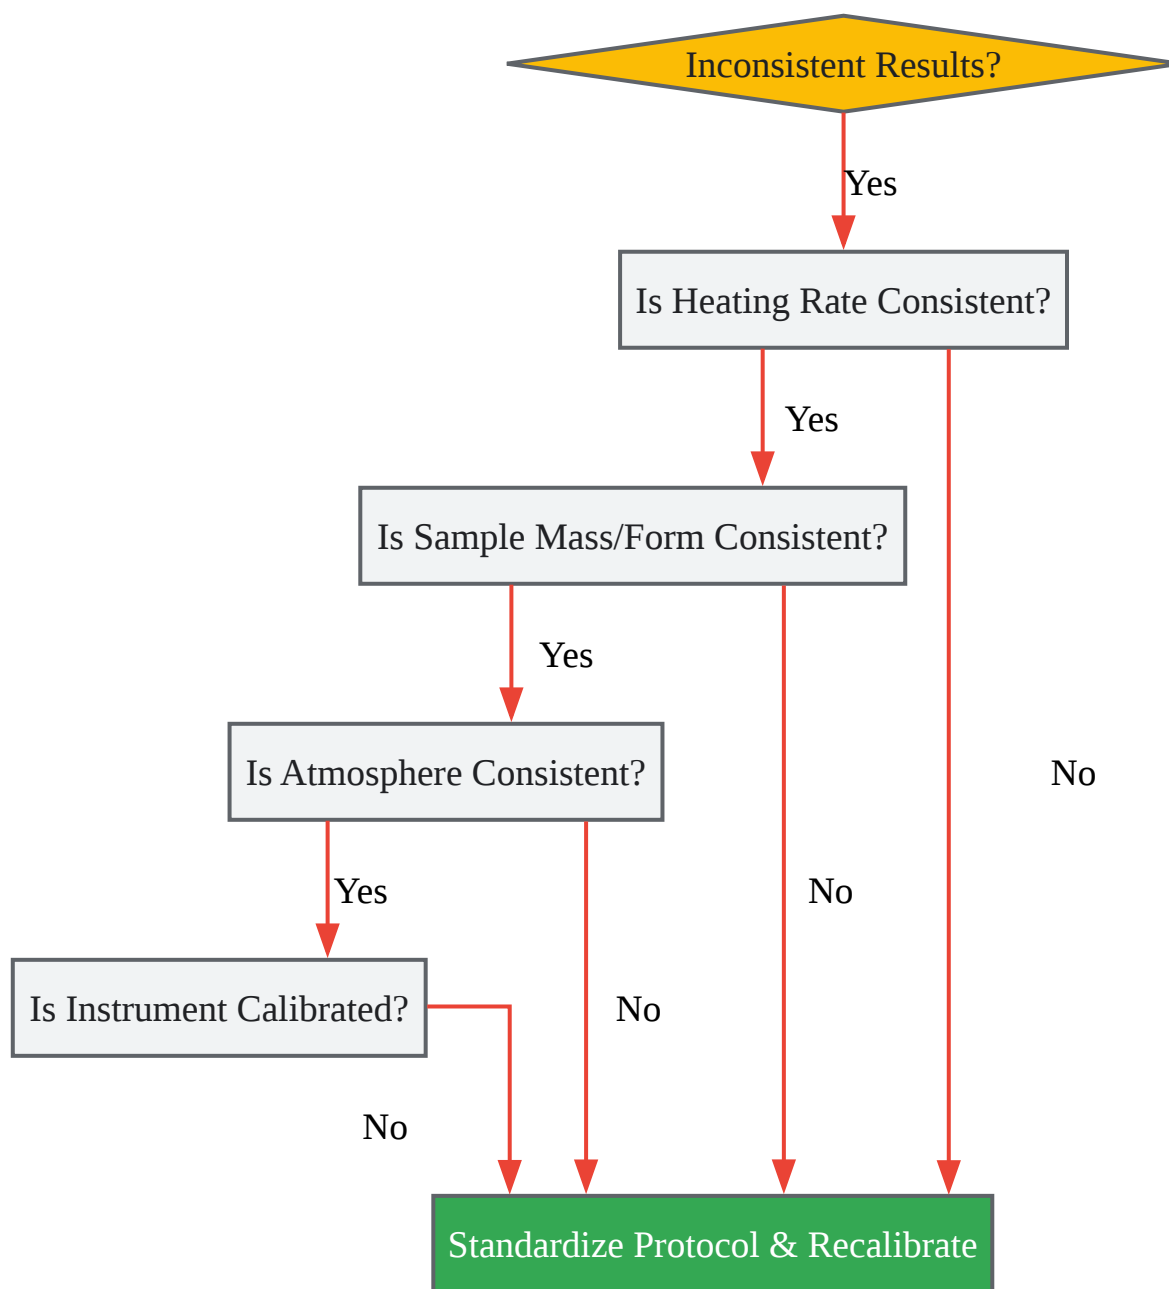 Inconsistent Results?
Yes
Is Heating Rate Consistent?
Yes
Is Sample Mass/Form Consistent?
Yes
Is Atmosphere Consistent?
No
Yes
No
Is Instrument Calibrated?
No
No
Standardize Protocol & Recalibrate